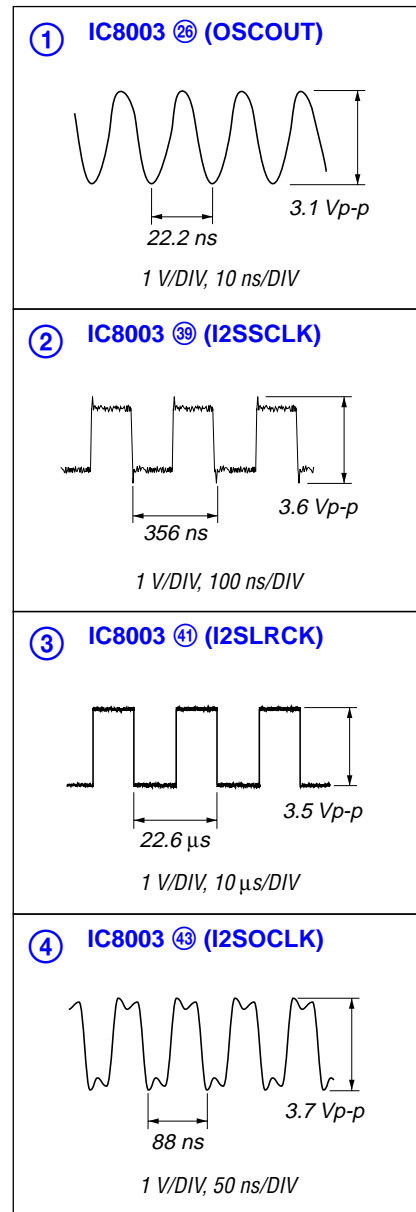 ① IC8003 ㉖ (OSCOUT)
3.1 Vp-p
22.2 ns
1 V/DIV, 10 ns/DIV
② IC8003 ㊴ (I2SSCLK)
3.6 Vp-p
356 ns
1 V/DIV, 100 ns/DIV
③ IC8003 ㊶ (I2SLRCK)
3.5 Vp-p
22.6 µs
1 V/DIV, 10 µs/DIV
④ IC8003 ㊸ (I2SOCLK)
3.7 Vp-p
88 ns
1 V/DIV, 50 ns/DIV